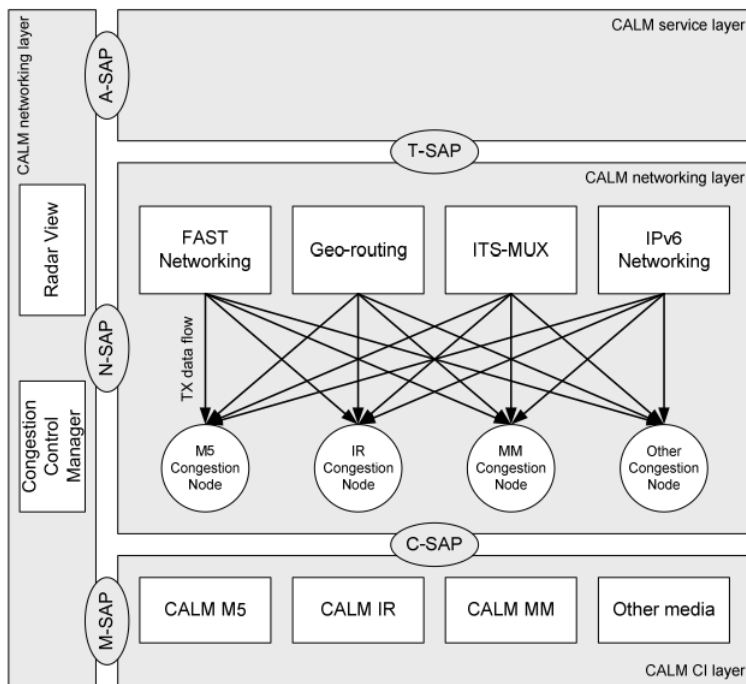 CALM networking layer
A-SAP
CALM service layer
T-SAP
CALM networking layer
Radar View
FAST
Networking
Geo-routing
ITS-MUX
IPv6
Networking
N-SAP
TX data flow
Congestion
Control
Manager
M5
Congestion
Node
IR
Congestion
Node
MM
Congestion
Node
Other
Congestion
Node
C-SAP
M-SAP
CALM M5
CALM IR
CALM MM
Other media
CALM CI layer